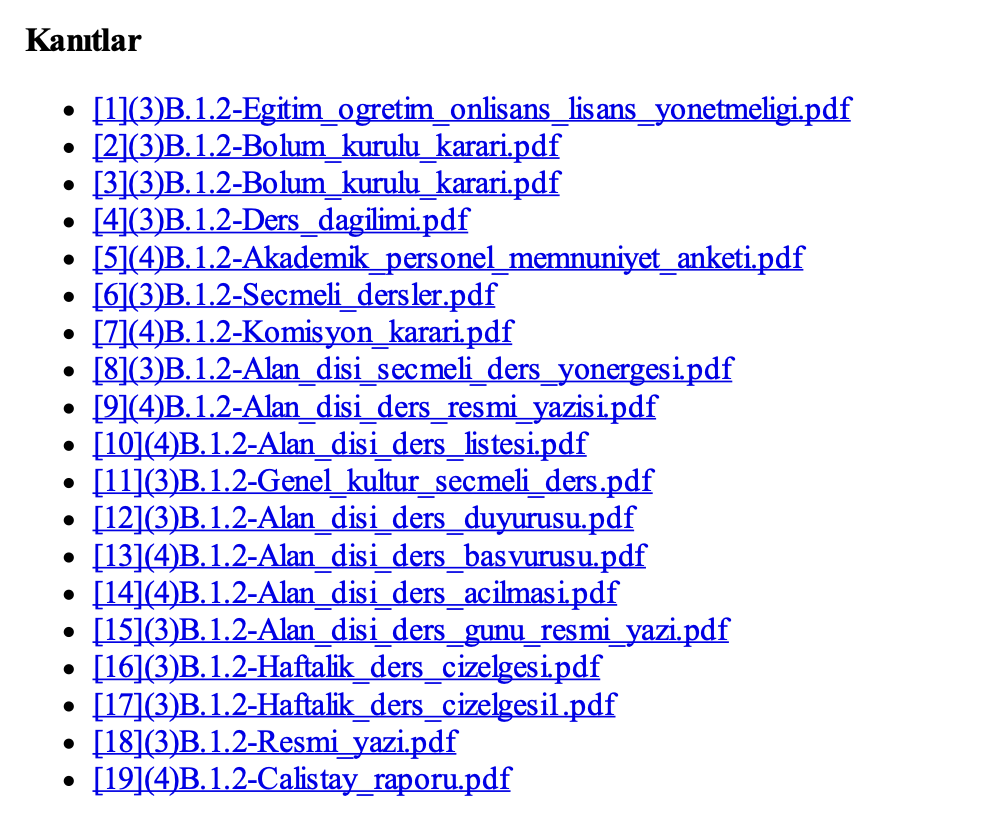 Kanıtlar
[1](3)B.1.2-Egitim_ogretim_onlisans_lisans_yonetmeligi.pdf
[2](3)B.1.2-Bolum_kurulu_karari.pdf
[3](3)B.1.2-Bolum_kurulu_karari.pdf
[4](3)B.1.2-Ders_dagilimi.pdf
[5](4)B.1.2-Akademik_personel_memnuniyet_anketi.pdf
[6](3)B.1.2-Secmeli_dersler.pdf
[7](4)B.1.2-Komisyon_karari.pdf
[8](3)B.1.2-Alan_disi_secmeli_ders_yonergesi.pdf
[9](4)B.1.2-Alan_disi_ders_resmi_yazisi.pdf
[10](4)B.1.2-Alan_disi_ders_listesi.pdf
[11](3)B.1.2-Genel_kultur_secmeli_ders.pdf
[12](3)B.1.2-Alan_disi_ders_duyurusu.pdf
[13](4)B.1.2-Alan_disi_ders_basvurusu.pdf
[14](4)B.1.2-Alan_disi_ders_acilmasi.pdf
[15](3)B.1.2-Alan_disi_ders_gunu_resmi_yazi.pdf
[16](3)B.1.2-Haftalik_ders_cizelgesi.pdf
[17](3)B.1.2-Haftalik_ders_cizelgesi1.pdf
[18](3)B.1.2-Resmi_yazi.pdf
[19](4)B.1.2-Calistay_raporu.pdf